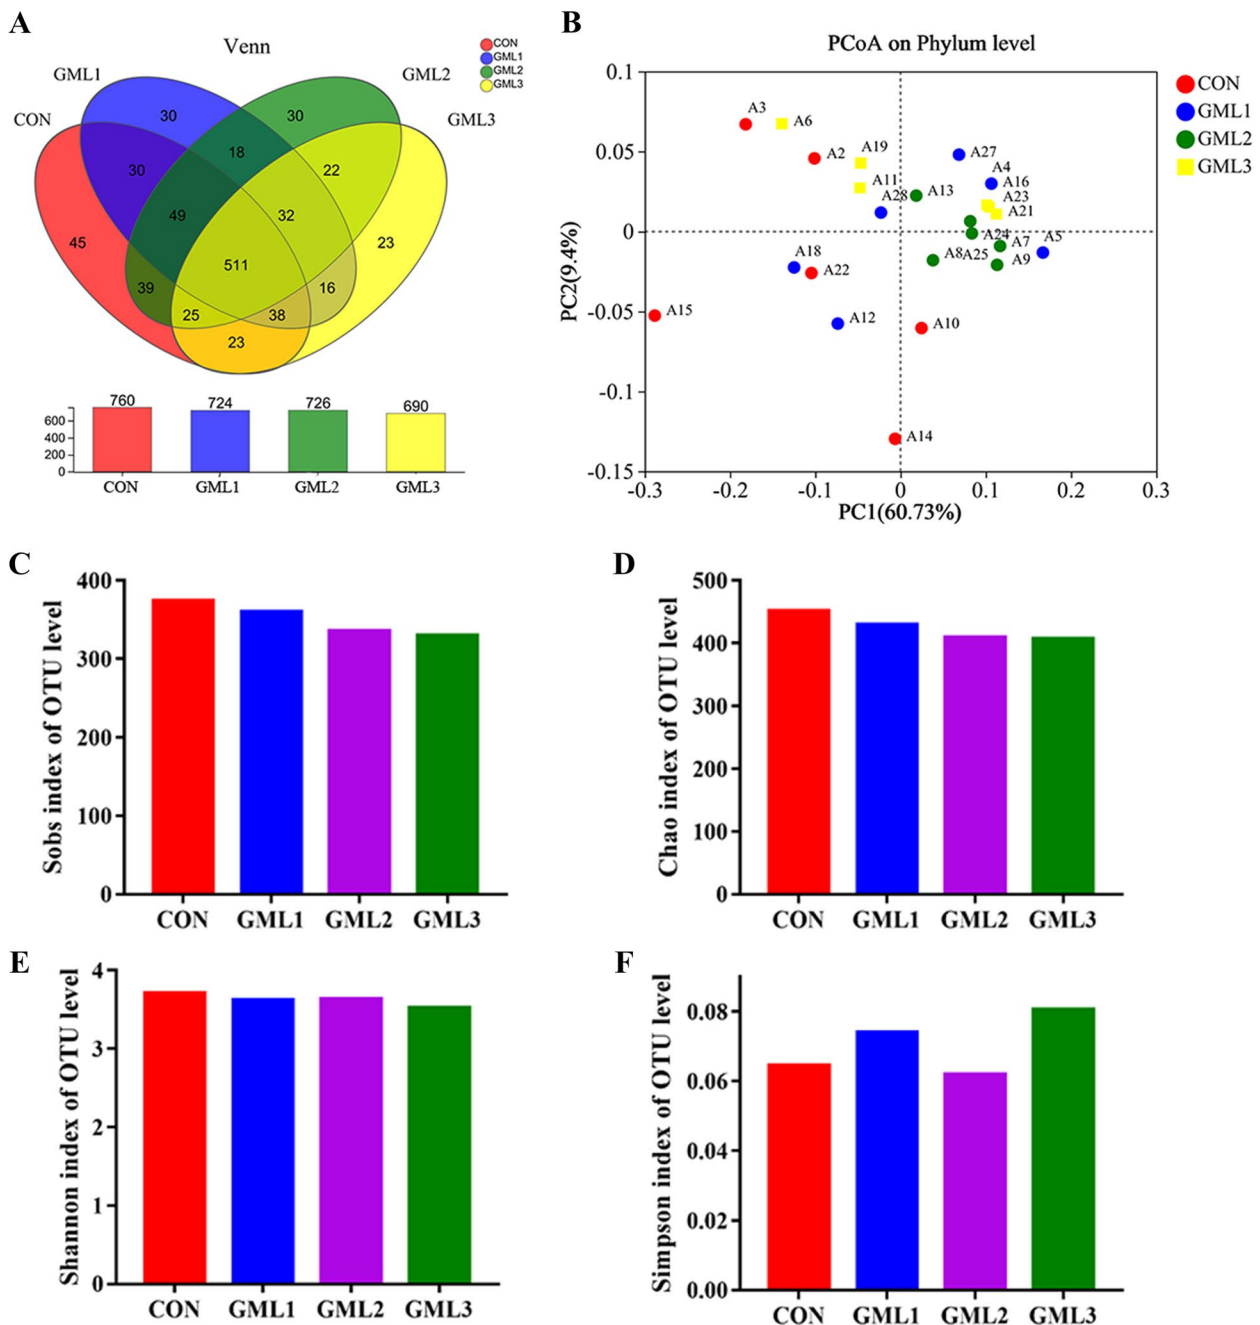 A
Venn
CON
GML1
GML2
GML3
GML1
GML2
CON
GML3
30
30
18
22
30
49
32
45
23
511
39
16
25
38
23
760
724
726
690
600
400
200
0
CON
GML1
GML2
GML3
B
PCoA on Phylum level
CON
GML1
GML2
GML3
0.1
0.05
0
-0.05
-0.1
-0.15
PC2(9.4%)
A3
A6
A2
A19
A27
A4
A11
A16
A28
A13
A23
A21
A24
A7
A5
A8
A25
A9
A18
A22
A15
A12
A10
A14
-0.3
-0.2
-0.1
0
0.1
0.2
0.3
PC1(60.73%)
C
Sobs index of OTU level
400
300
200
100
0
CON
GML1
GML2
GML3
D
Chao index of OTU level
500
400
300
200
100
0
CON
GML1
GML2
GML3
E
Shannon index of OTU level
4
3
2
1
0
CON
GML1
GML2
GML3
F
Simpson index of OTU level
0.08
0.06
0.04
0.02
0.00
CON
GML1
GML2
GML3